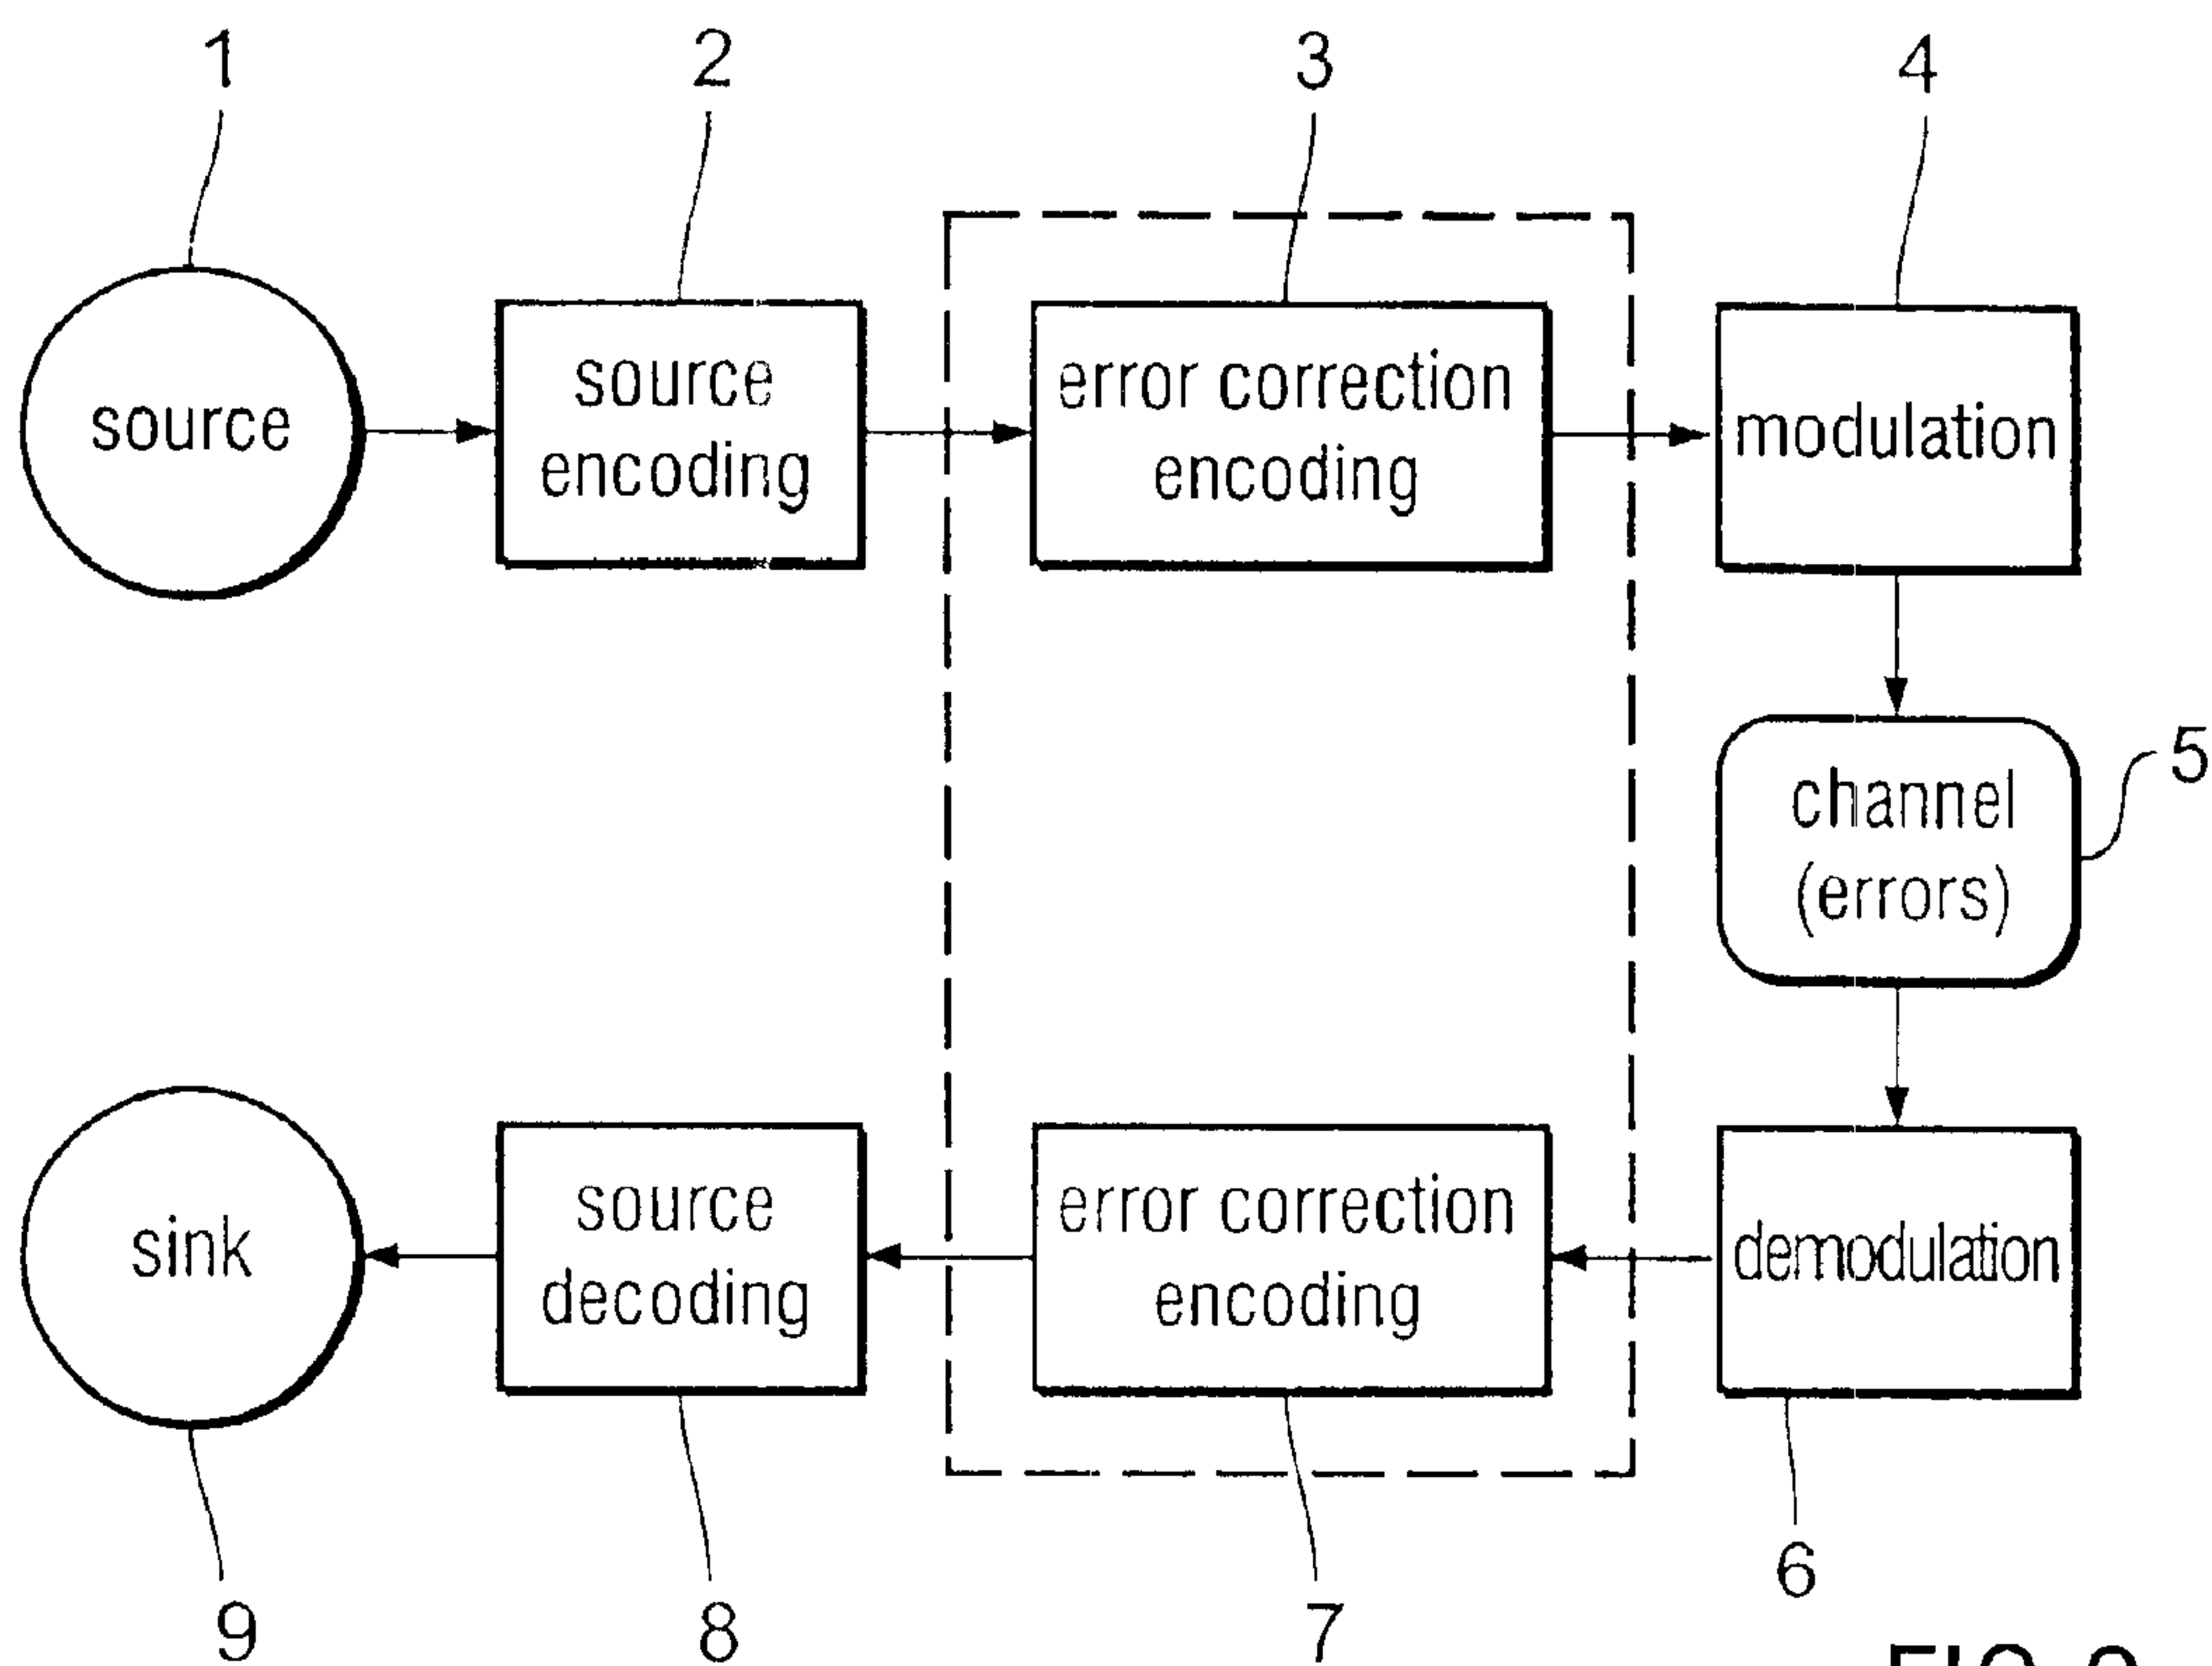 1
2
3
4
source
source
encoding
error correction
encoding
modulation
channel
(errors)
5
sink
source
decoding
error correction
encoding
demodulation
9
8
7
6